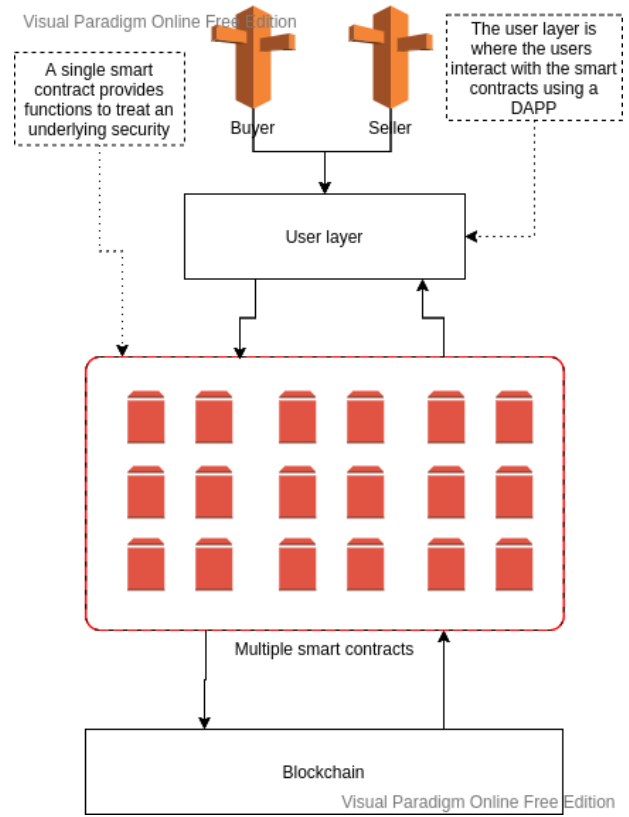 Visual Paradigm Online Free Edition
A single smart
contract provides
functions to treat an
underlying security
The user layer is
where the users
interact with the smart
contracts using a
DAPP
Buyer
Seller
User layer
Multiple smart contracts
Blockchain
Visual Paradigm Online Free Edition